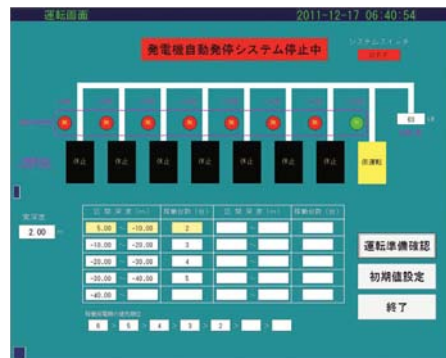 運転画面 2011-12-17 06:40:54
発電機自動発停システム停止中
システムスイッチ
停止 停止 停止 停止 停止 停止 停止 仮運転
実深度
2.00
区間深度(m) 稼働台数(台) 区間深度(m) 稼働台数(台)
5.00 ~ -10.00 2
-10.00 ~ -20.00 3
-20.00 ~ -30.00 4
-30.00 ~ -40.00 5
-40.00 ~
6 > 5 > 4 > 3 > 2 > >
運転準備確認
初期値設定
終了